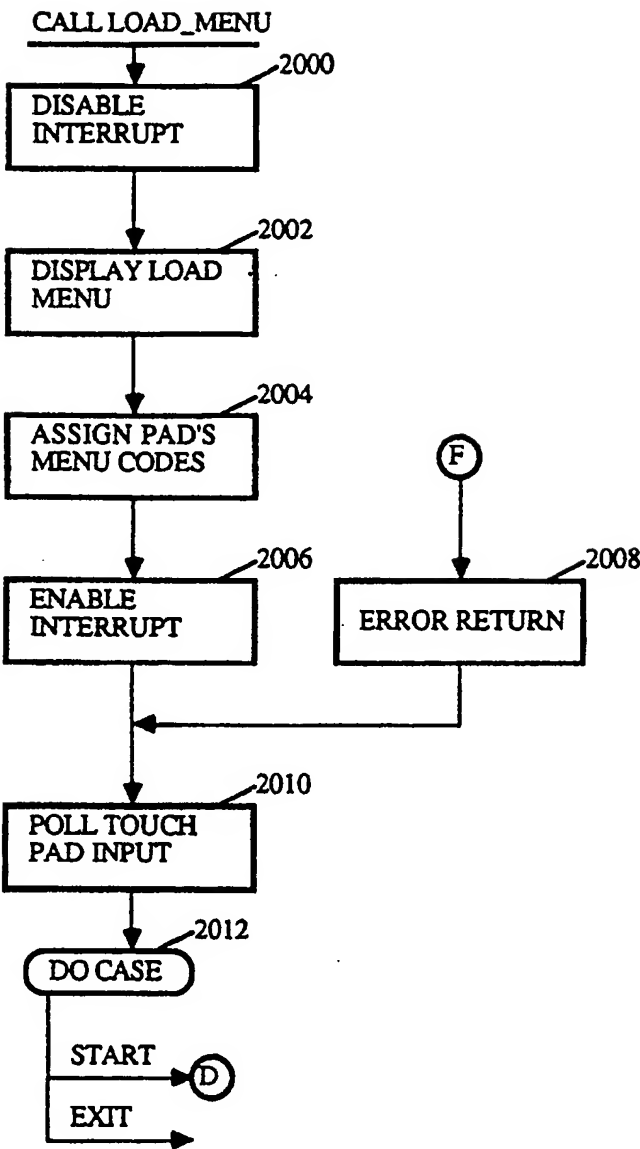 CALL LOAD_MENU
2000
DISABLE
INTERRUPT
2002
DISPLAY LOAD
MENU
2004
ASSIGN PAD'S
MENU CODES
F
2006
ENABLE
INTERRUPT
2008
ERROR RETURN
2010
POLL TOUCH
PAD INPUT
2012
DO CASE
START
D
EXIT